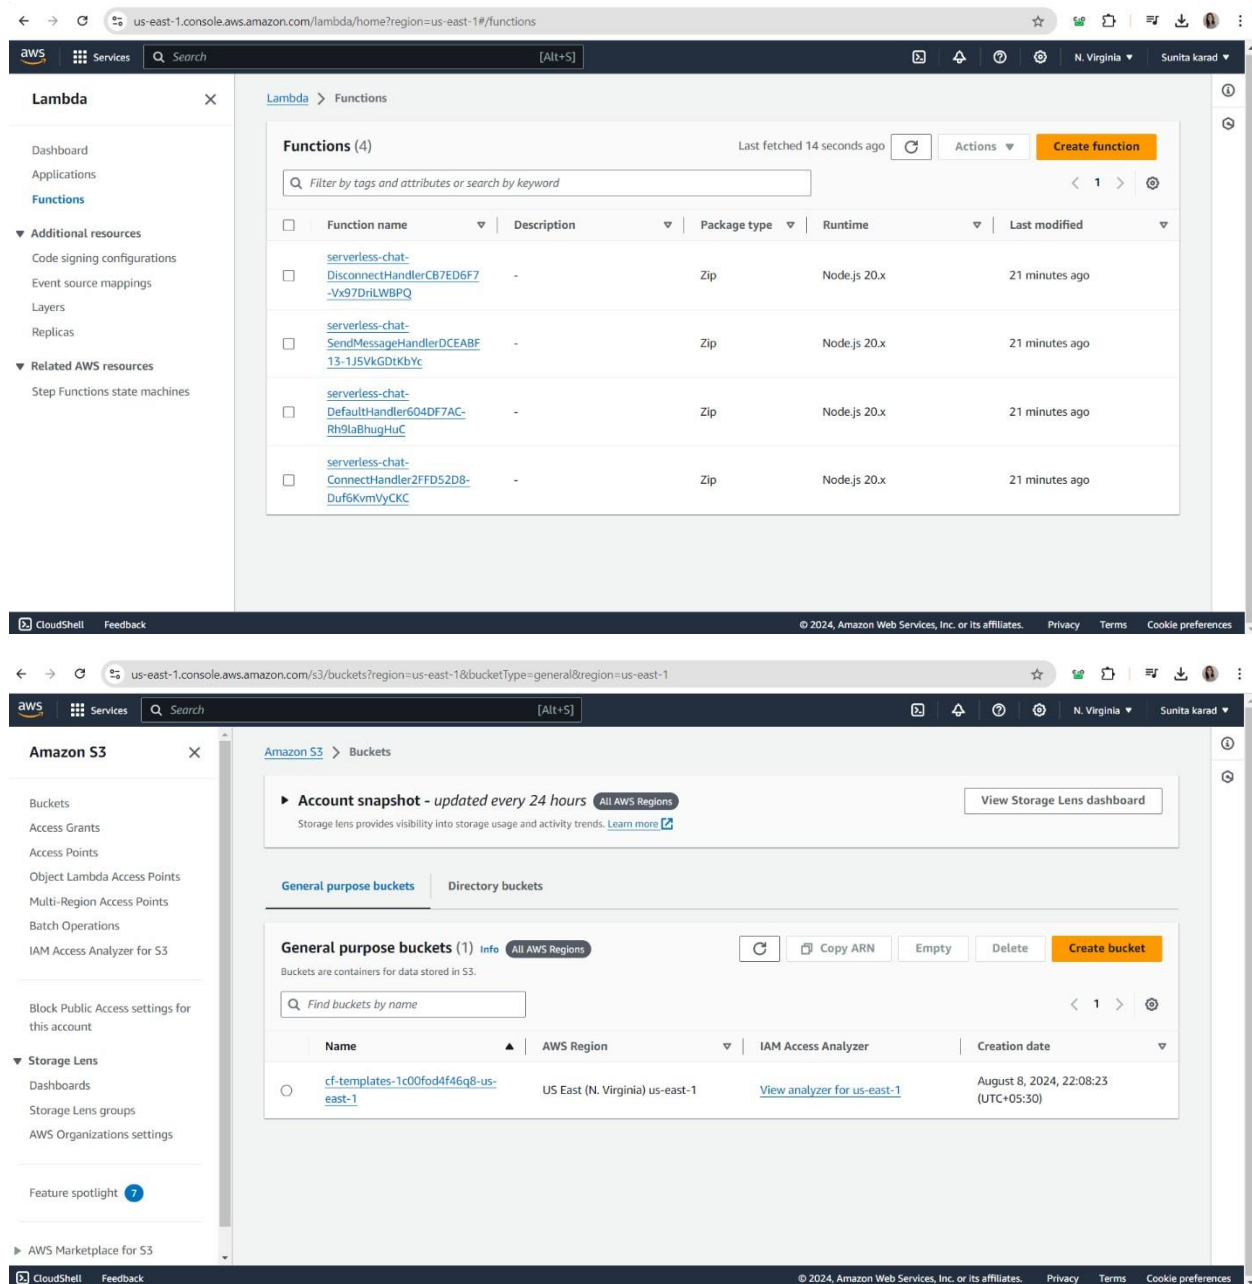 us-east-1.console.aws.amazon.com/lambda/home?region=us-east-1#/functions
aws Services Search [Alt+S] N. Virginia ▼ Sunita karad ▼
Lambda
Dashboard
Applications
Functions
Additional resources
Code signing configurations
Event source mappings
Layers
Replicas
Related AWS resources
Step Functions state machines
Lambda > Functions
Functions (4) Last fetched 14 seconds ago Actions ▼ Create function
Filter by tags and attributes or search by keyword < 1 >
Function name Description Package type Runtime Last modified
serverless-chat-
DisconnectHandlerCB7ED6F7
-Vx97DriLWBPQ
- Zip Node.js 20.x 21 minutes ago
serverless-chat-
SendMessageHandlerDCEABF
13-1J5VkGDtKbYc
- Zip Node.js 20.x 21 minutes ago
serverless-chat-
DefaultHandler604DF7AC-
Rh9laBhugHuC
- Zip Node.js 20.x 21 minutes ago
serverless-chat-
ConnectHandler2FFD52D8-
Duf6KvmVyCKC
- Zip Node.js 20.x 21 minutes ago
CloudShell Feedback © 2024, Amazon Web Services, Inc. or its affiliates. Privacy Terms Cookie preferences
us-east-1.console.aws.amazon.com/s3/buckets?region=us-east-1&bucketType=general&region=us-east-1
aws Services Search [Alt+S] N. Virginia ▼ Sunita karad ▼
Amazon S3
Buckets
Access Grants
Access Points
Object Lambda Access Points
Multi-Region Access Points
Batch Operations
IAM Access Analyzer for S3
Block Public Access settings for
this account
Storage Lens
Dashboards
Storage Lens groups
AWS Organizations settings
Feature spotlight 7
AWS Marketplace for S3
Amazon S3 > Buckets
Account snapshot - updated every 24 hours All AWS Regions View Storage Lens dashboard
Storage lens provides visibility into storage usage and activity trends. Learn more
General purpose buckets Directory buckets
General purpose buckets (1) Info All AWS Regions Copy ARN Empty Delete Create bucket
Buckets are containers for data stored in S3.
Find buckets by name < 1 >
Name AWS Region IAM Access Analyzer Creation date
cf-templates-1c00fod4f46q8-us-
east-1
US East (N. Virginia) us-east-1 View analyzer for us-east-1
August 8, 2024, 22:08:23
(UTC+05:30)
CloudShell Feedback © 2024, Amazon Web Services, Inc. or its affiliates. Privacy Terms Cookie preferences